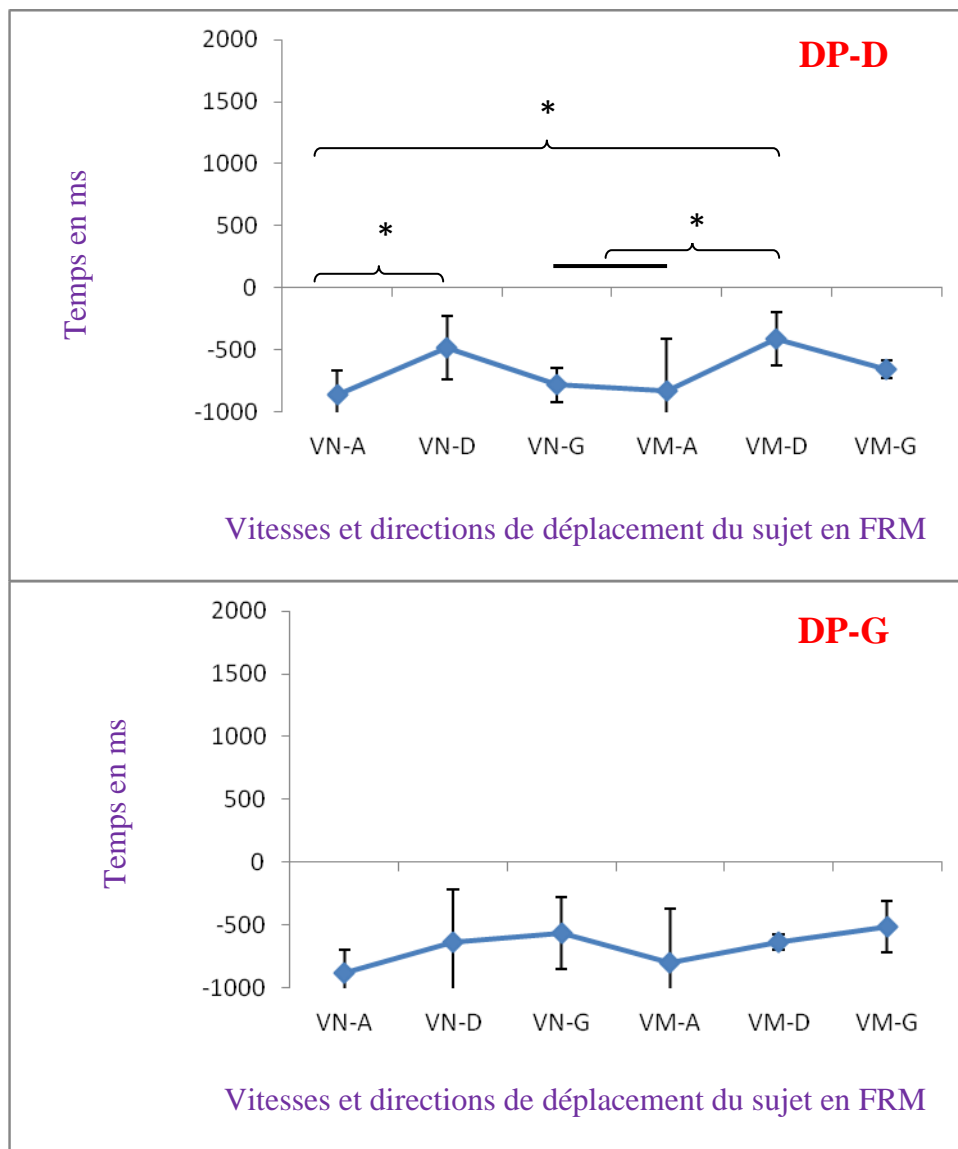 DP-D
2000
1500
*
1000
500
*
*
0
-500
-1000
Temps en ms
VN-A VN-D VN-G VM-A VM-D VM-G
Vitesses et directions de déplacement du sujet en FRM
DP-G
2000
1500
1000
500
0
-500
-1000
Temps en ms
VN-A VN-D VN-G VM-A VM-D VM-G
Vitesses et directions de déplacement du sujet en FRM